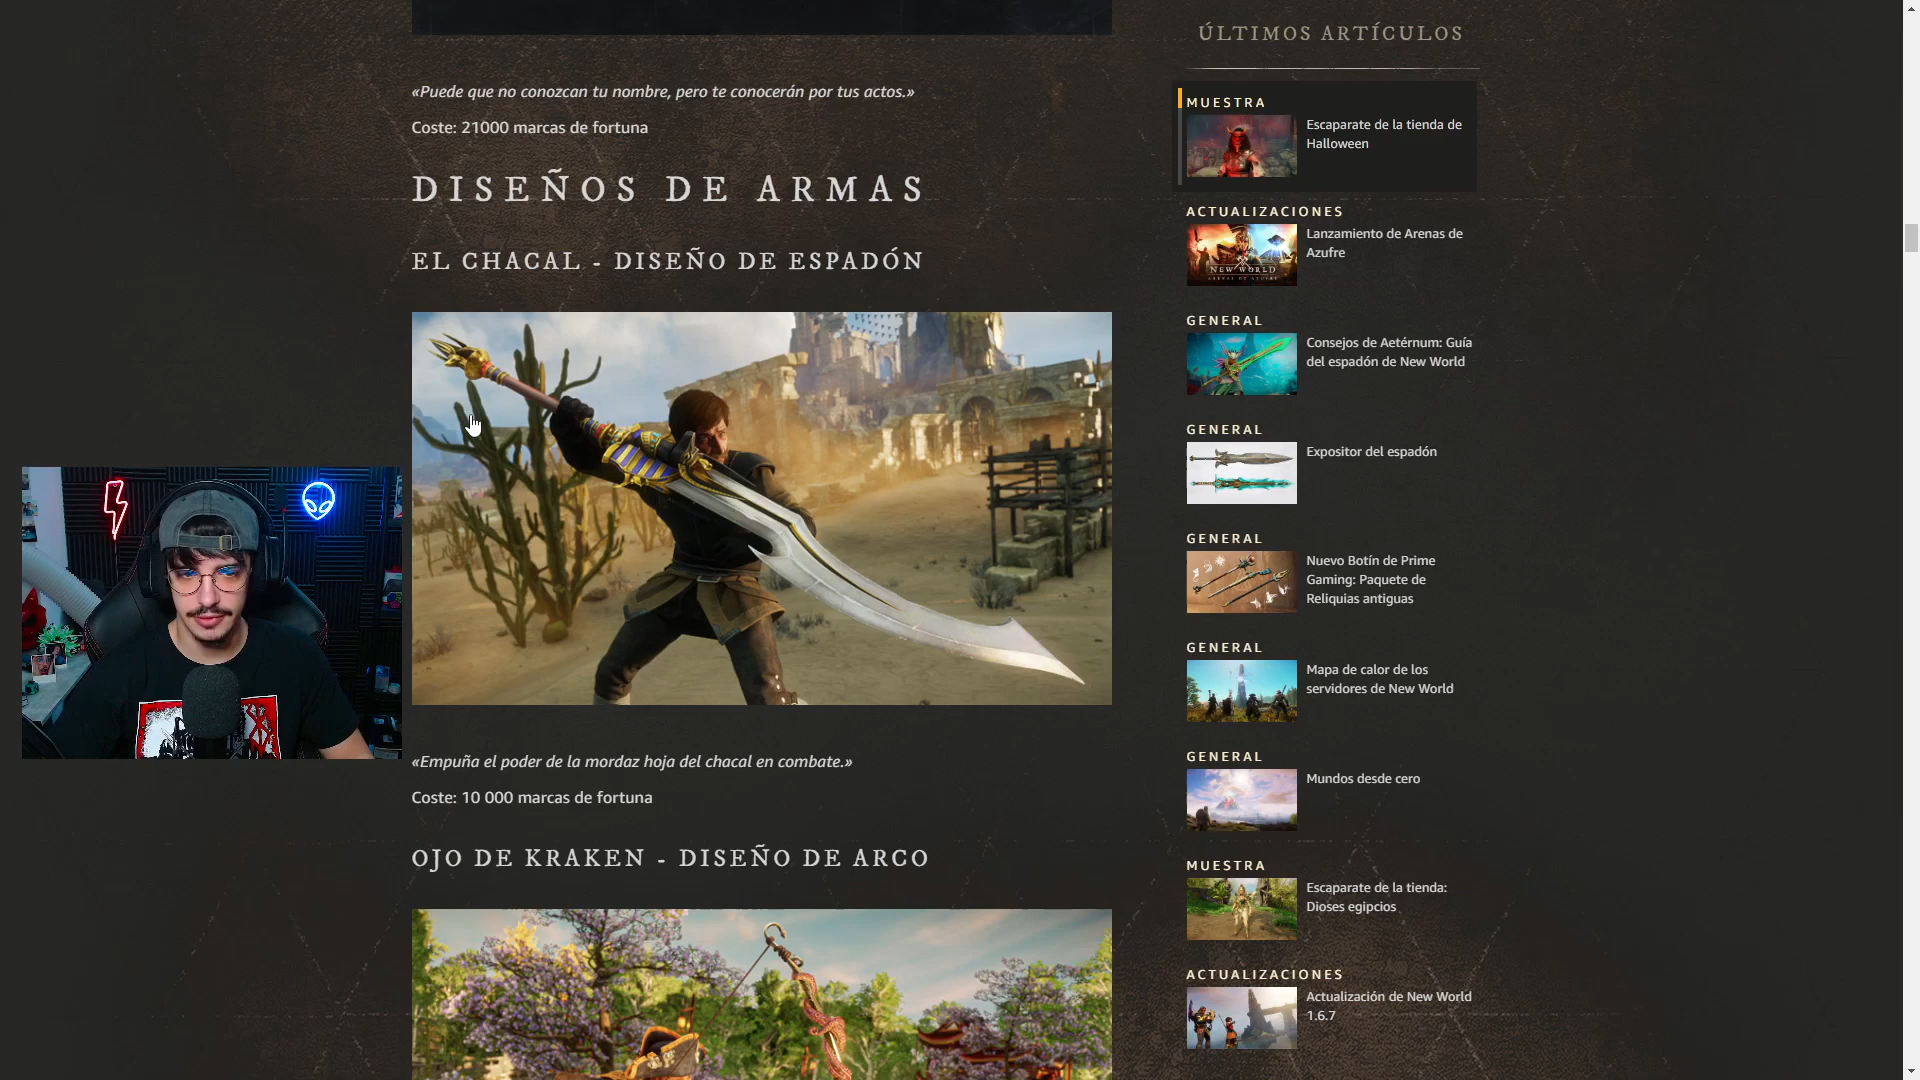 «Puede que no conozcan tu nombre, pero te conocerán por tus actos.»
Coste: 21000 marcas de fortuna
DISEÑOS DE ARMAS
EL CHACAL - DISEÑO DE ESPADÓN
«Empuña el poder de la mordaz hoja del chacal en combate.»
Coste: 10 000 marcas de fortuna
OJO DE KRAKEN - DISEÑO DE ARCO
ÚLTIMOS ARTÍCULOS
MUESTRA
Escaparate de la tienda de
Halloween
ACTUALIZACIONES
Lanzamiento de Arenas de
Azufre
NEW WORLD
GENERAL
Consejos de Aetérnum: Guía
del espadón de New World
GENERAL
Expositor del espadón
GENERAL
Nuevo Botín de Prime
Gaming: Paquete de
Reliquias antiguas
GENERAL
Mapa de calor de los
servidores de New World
GENERAL
Mundos desde cero
MUESTRA
Escaparate de la tienda:
Dioses egipcios
ACTUALIZACIONES
Actualización de New World
1.6.7